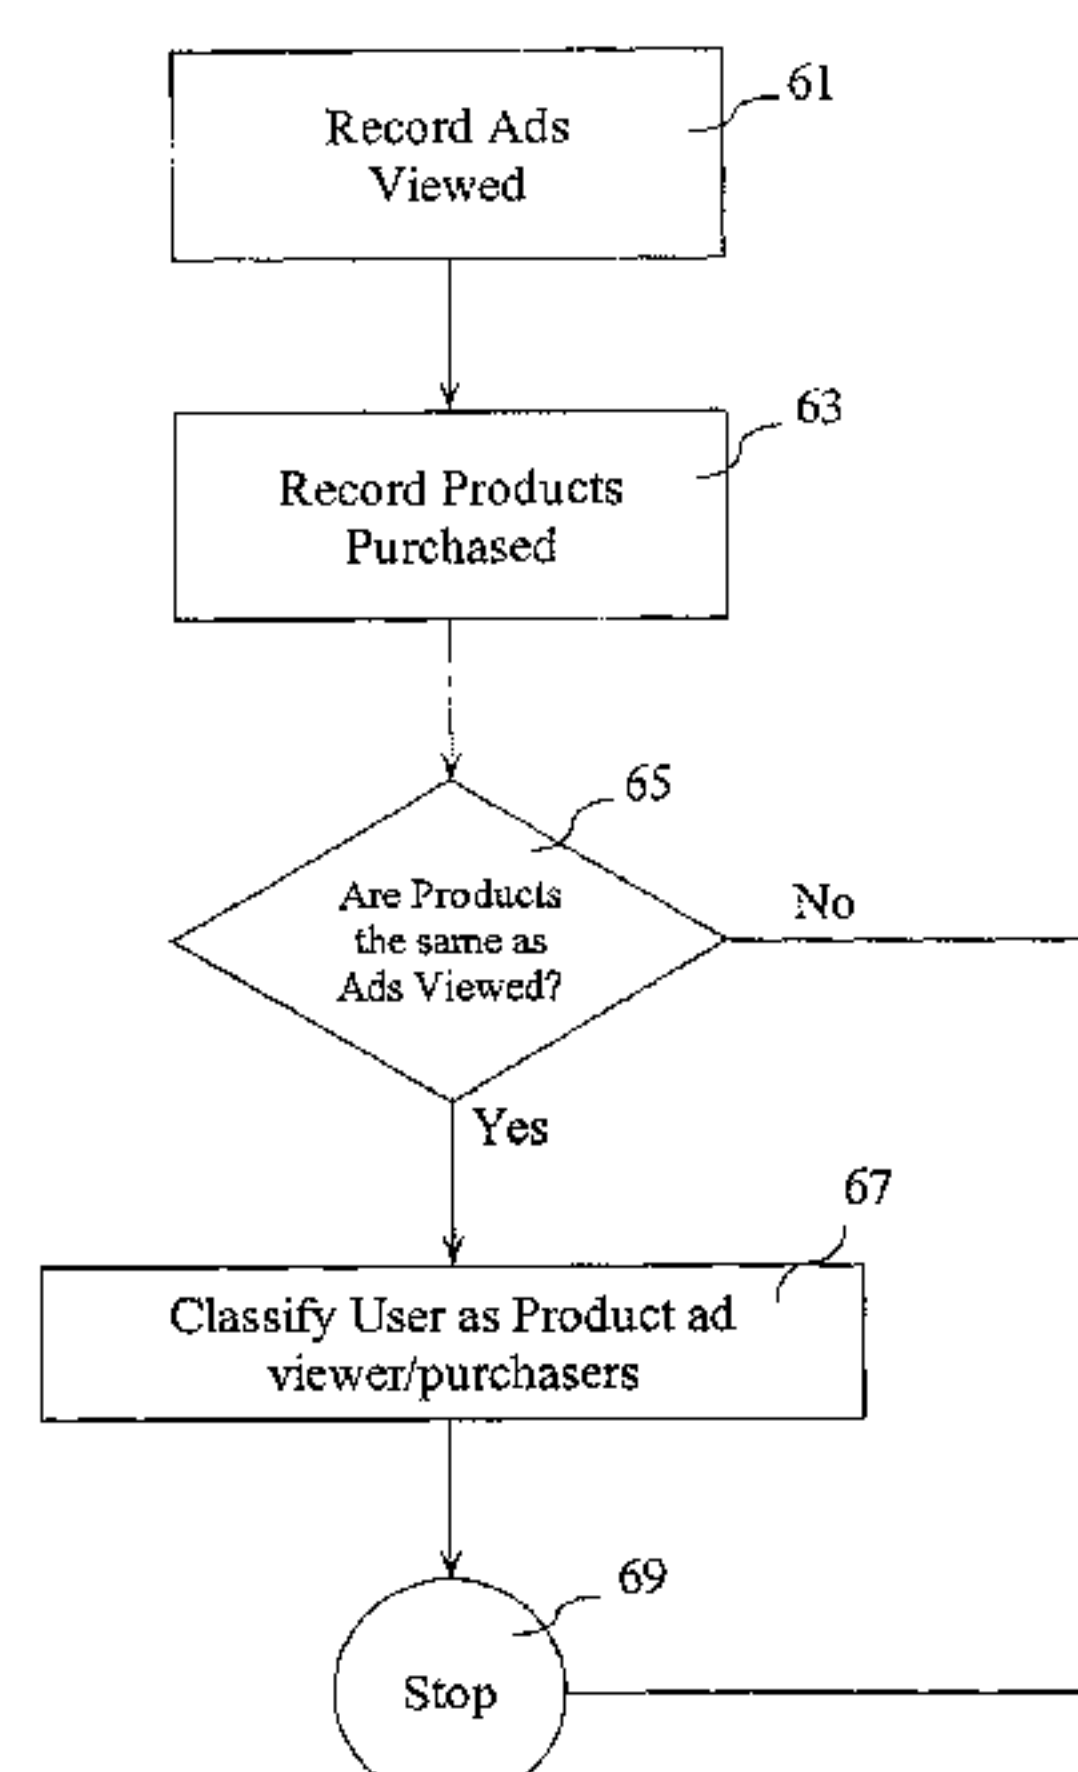 61
Record Ads
Viewed
63
Record Products
Purchased
65
Are Products
the same as
Ads Viewed?
No
Yes
67
Classify User as Product ad
viewer/purchasers
69
Stop